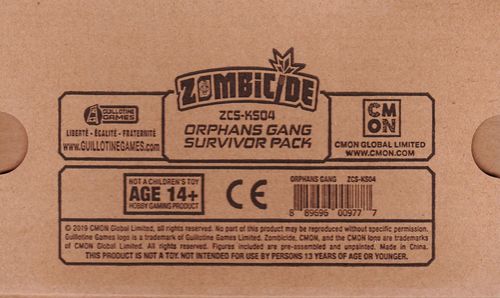 ZOMBICIDE
ZCS-KS04
ORPHANS GANG
SURVIVOR PACK
GUILLOTINE GAMES
LIBERTÉ - ÉGALITÉ - FRATERNITÉ
www.GUILLOTINEGAMES.com
CMON
CMON GLOBAL LIMITED
WWW.CMON.COM
NOT A CHILDREN'S TOY
AGE 14+
HOBBY GAMING PRODUCT
CE
ORPHANS GANG ZCS-KS04
8 89696 00977 7
© 2019 CMON Global Limited, all rights reserved. No part of this may be reproduced without specific permission.
Guillotine Games logo is a trademark of Guillotine Games Limited. Zombicide, CMON, and the CMON logo are trademarks
of CMON Global Limited. All rights reserved. Figures included are pre-assembled and unpainted. Made in China.
THIS PRODUCT IS NOT A TOY. NOT INTENDED FOR USE BY PERSONS 13 YEARS OF AGE OR YOUNGER.